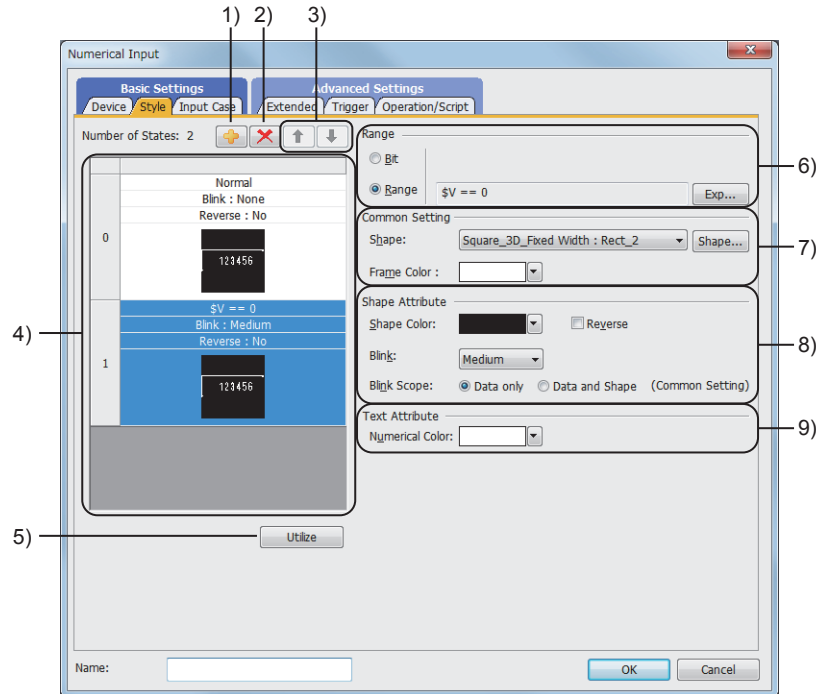 1) 2) 3)
Numerical Input
Basic Settings Advanced Settings
Device Style Input Case Extended Trigger Operation/Script
Number of States: 2
Range
Bit
Range $V == 0 Exp...
6)
Common Setting
Shape: Square_3D_Fixed Width : Rect_2 Shape...
7)
Frame Color :
Shape Attribute
Shape Color: Reverse
8)
Blink: Medium
Blink Scope: Data only Data and Shape (Common Setting)
Text Attribute
Numerical Color:
9)
Normal
Blink : None
Reverse : No
0
123456
$V == 0
Blink : Medium
Reverse : No
4)
1
123456
5)
Utilize
Name:
OK Cancel